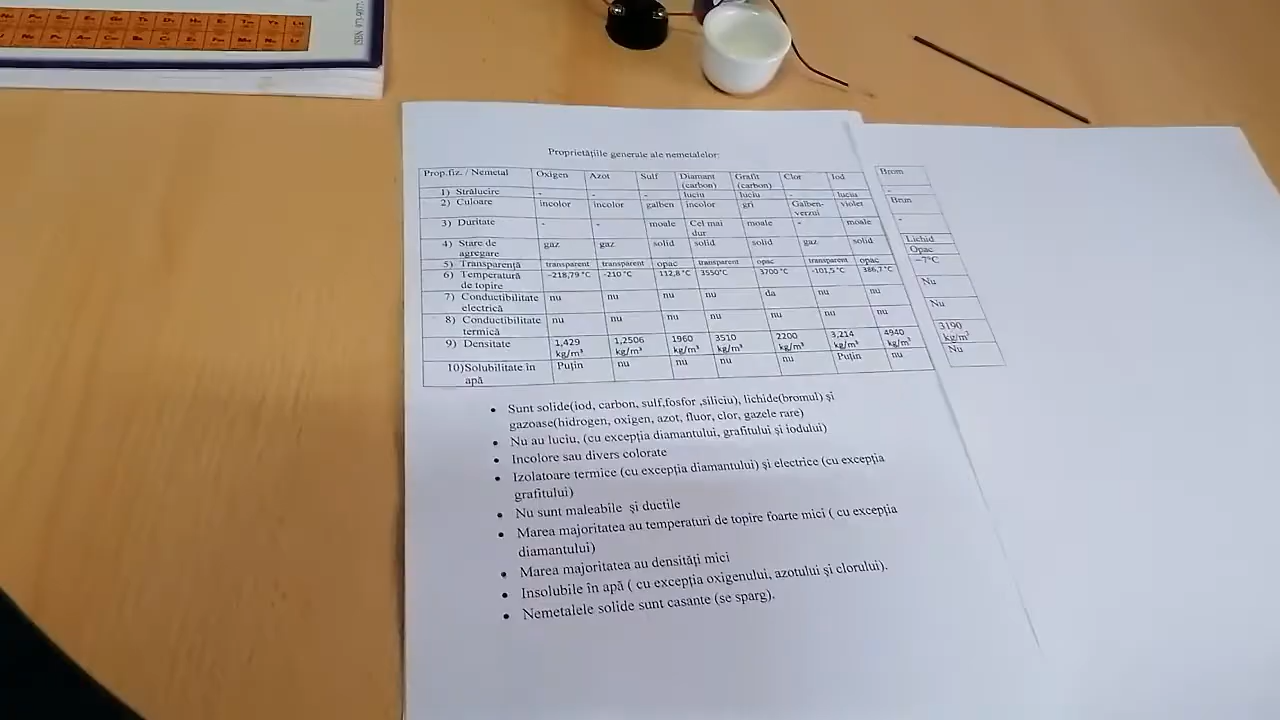 Proprietățiile generale ale nemetalelor:
Prop.fiz. / Nemetal Oxigen Azot Sulf Diamant (carbon) Grafit (carbon) Clor Iod Brom
1) Strălucire - - - luciu luciu - luciu -
2) Culoare incolor incolor galben incolor gri Galben-verzui violet Brun
3) Duritate - - moale Cel mai dur moale - moale -
4) Stare de agregare gaz gaz solid solid solid gaz solid Lichid
5) Transparență transparent transparent opac transparent opac transparent opac Opac
6) Temperatură de topire -218,79 °C -210 °C 112,8 °C 3550°C 3700 °C -101,5 °C 386,7 °C -7°C
7) Conductibilitate electrică nu nu nu nu da nu nu Nu
8) Conductibilitate termică nu nu nu nu nu nu nu Nu
9) Densitate 1,429 kg/m³ 1,2506 kg/m³ 1960 kg/m³ 3510 kg/m³ 2200 kg/m³ 3,214 kg/m³ 4940 kg/m³ 3190 kg/m³
10)Solubilitate în apă Puțin nu nu nu nu Puțin nu Nu
• Sunt solide(iod, carbon, sulf,fosfor ,siliciu), lichide(bromul) și
gazoase(hidrogen, oxigen, azot, fluor, clor, gazele rare)
• Nu au luciu, (cu excepția diamantului, grafitului și iodului)
• Incolore sau divers colorate
• Izolatoare termice (cu excepția diamantului) și electrice (cu excepția
grafitului)
• Nu sunt maleabile și ductile
• Marea majoritatea au temperaturi de topire foarte mici ( cu excepția
diamantului)
• Marea majoritatea au densități mici
• Insolubile în apă ( cu excepția oxigenului, azotului și clorului).
• Nemetalele solide sunt casante (se sparg).